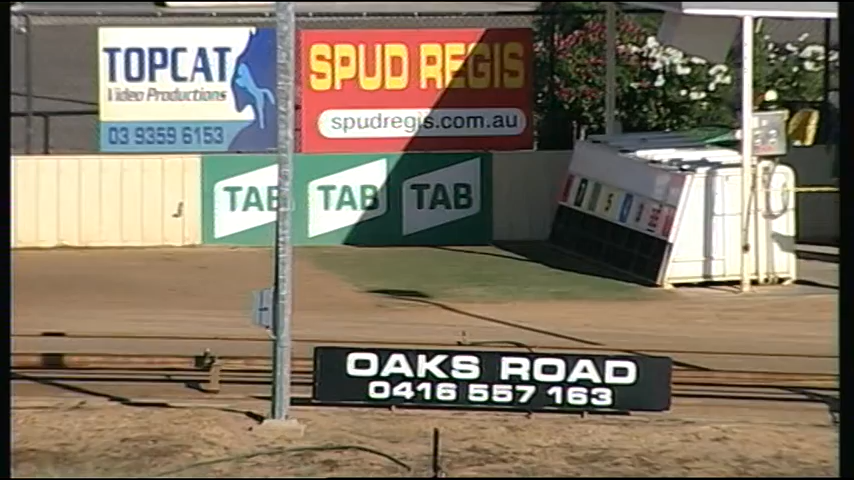 TOPCAT
Video Productions
03 9359 6153
SPUD REGIS
spudregis.com.au
TAB
TAB
TAB
OAKS ROAD
0416 557 163